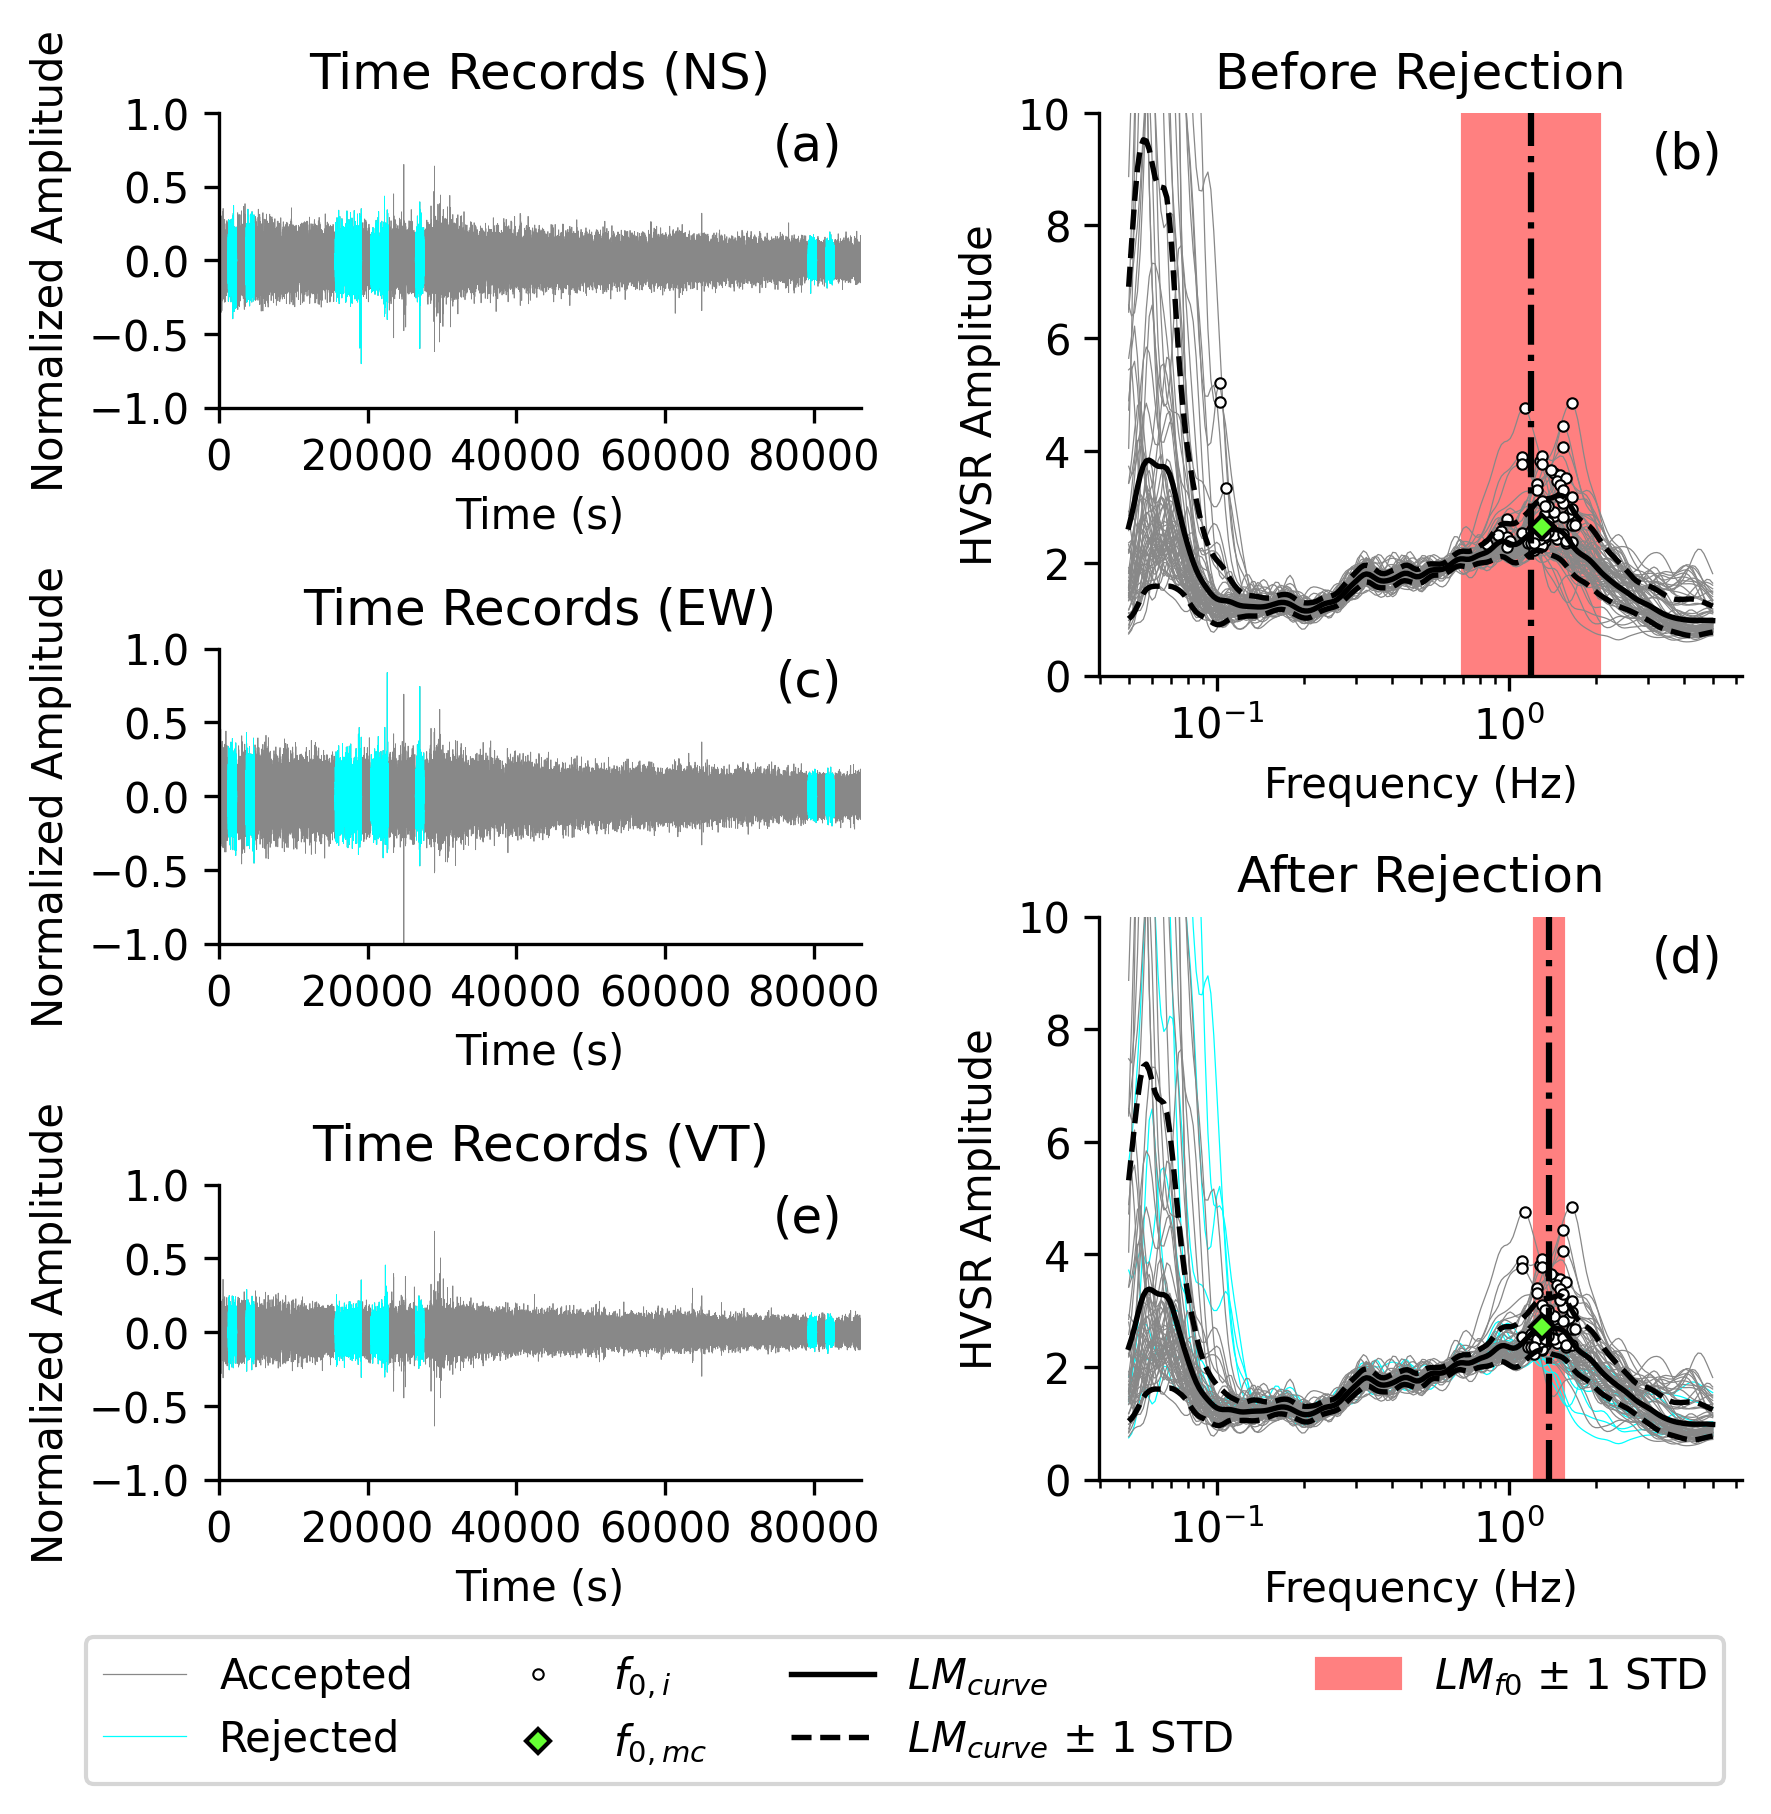 Time Records (NS)
(a)
Normalized Amplitude
1.0
0.5
0.0
−0.5
−1.0
0 20000 40000 60000 80000
Time (s)
Before Rejection
(b)
HVSR Amplitude
10
8
6
4
2
0
10⁻¹ 10⁰
Frequency (Hz)
Time Records (EW)
(c)
Normalized Amplitude
1.0
0.5
0.0
−0.5
−1.0
0 20000 40000 60000 80000
Time (s)
After Rejection
(d)
HVSR Amplitude
10
8
6
4
2
0
10⁻¹ 10⁰
Frequency (Hz)
Time Records (VT)
(e)
Normalized Amplitude
1.0
0.5
0.0
−0.5
−1.0
0 20000 40000 60000 80000
Time (s)
Accepted
Rejected
f0,i
f0,mc
LMcurve
LMcurve ± 1 STD
LMf0 ± 1 STD